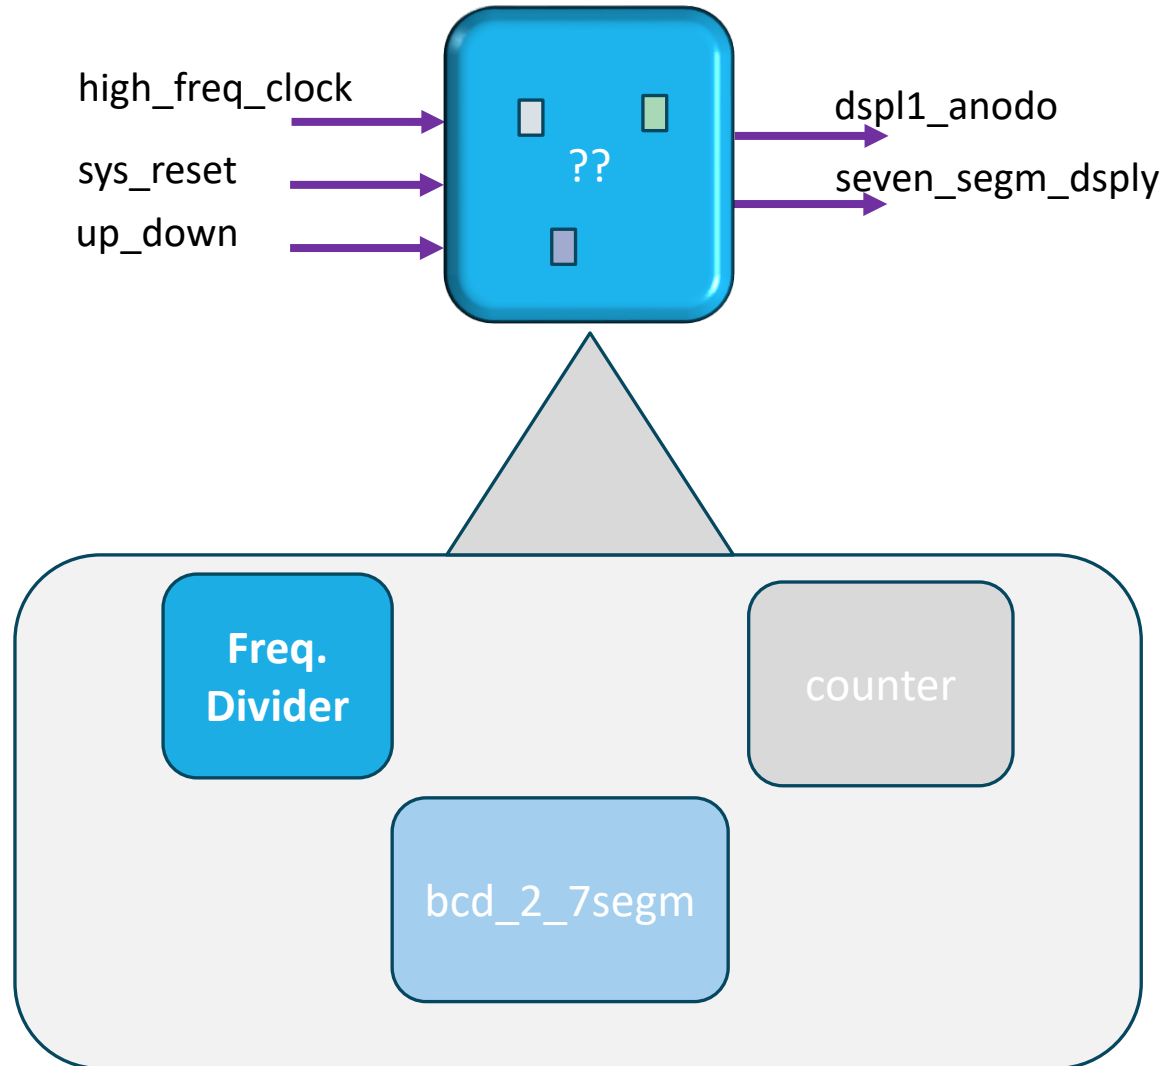 high_freq_clock
sys_reset
up_down
??
dspl1_anodo
seven_segm_dsply
Freq.
Divider
counter
bcd_2_7segm